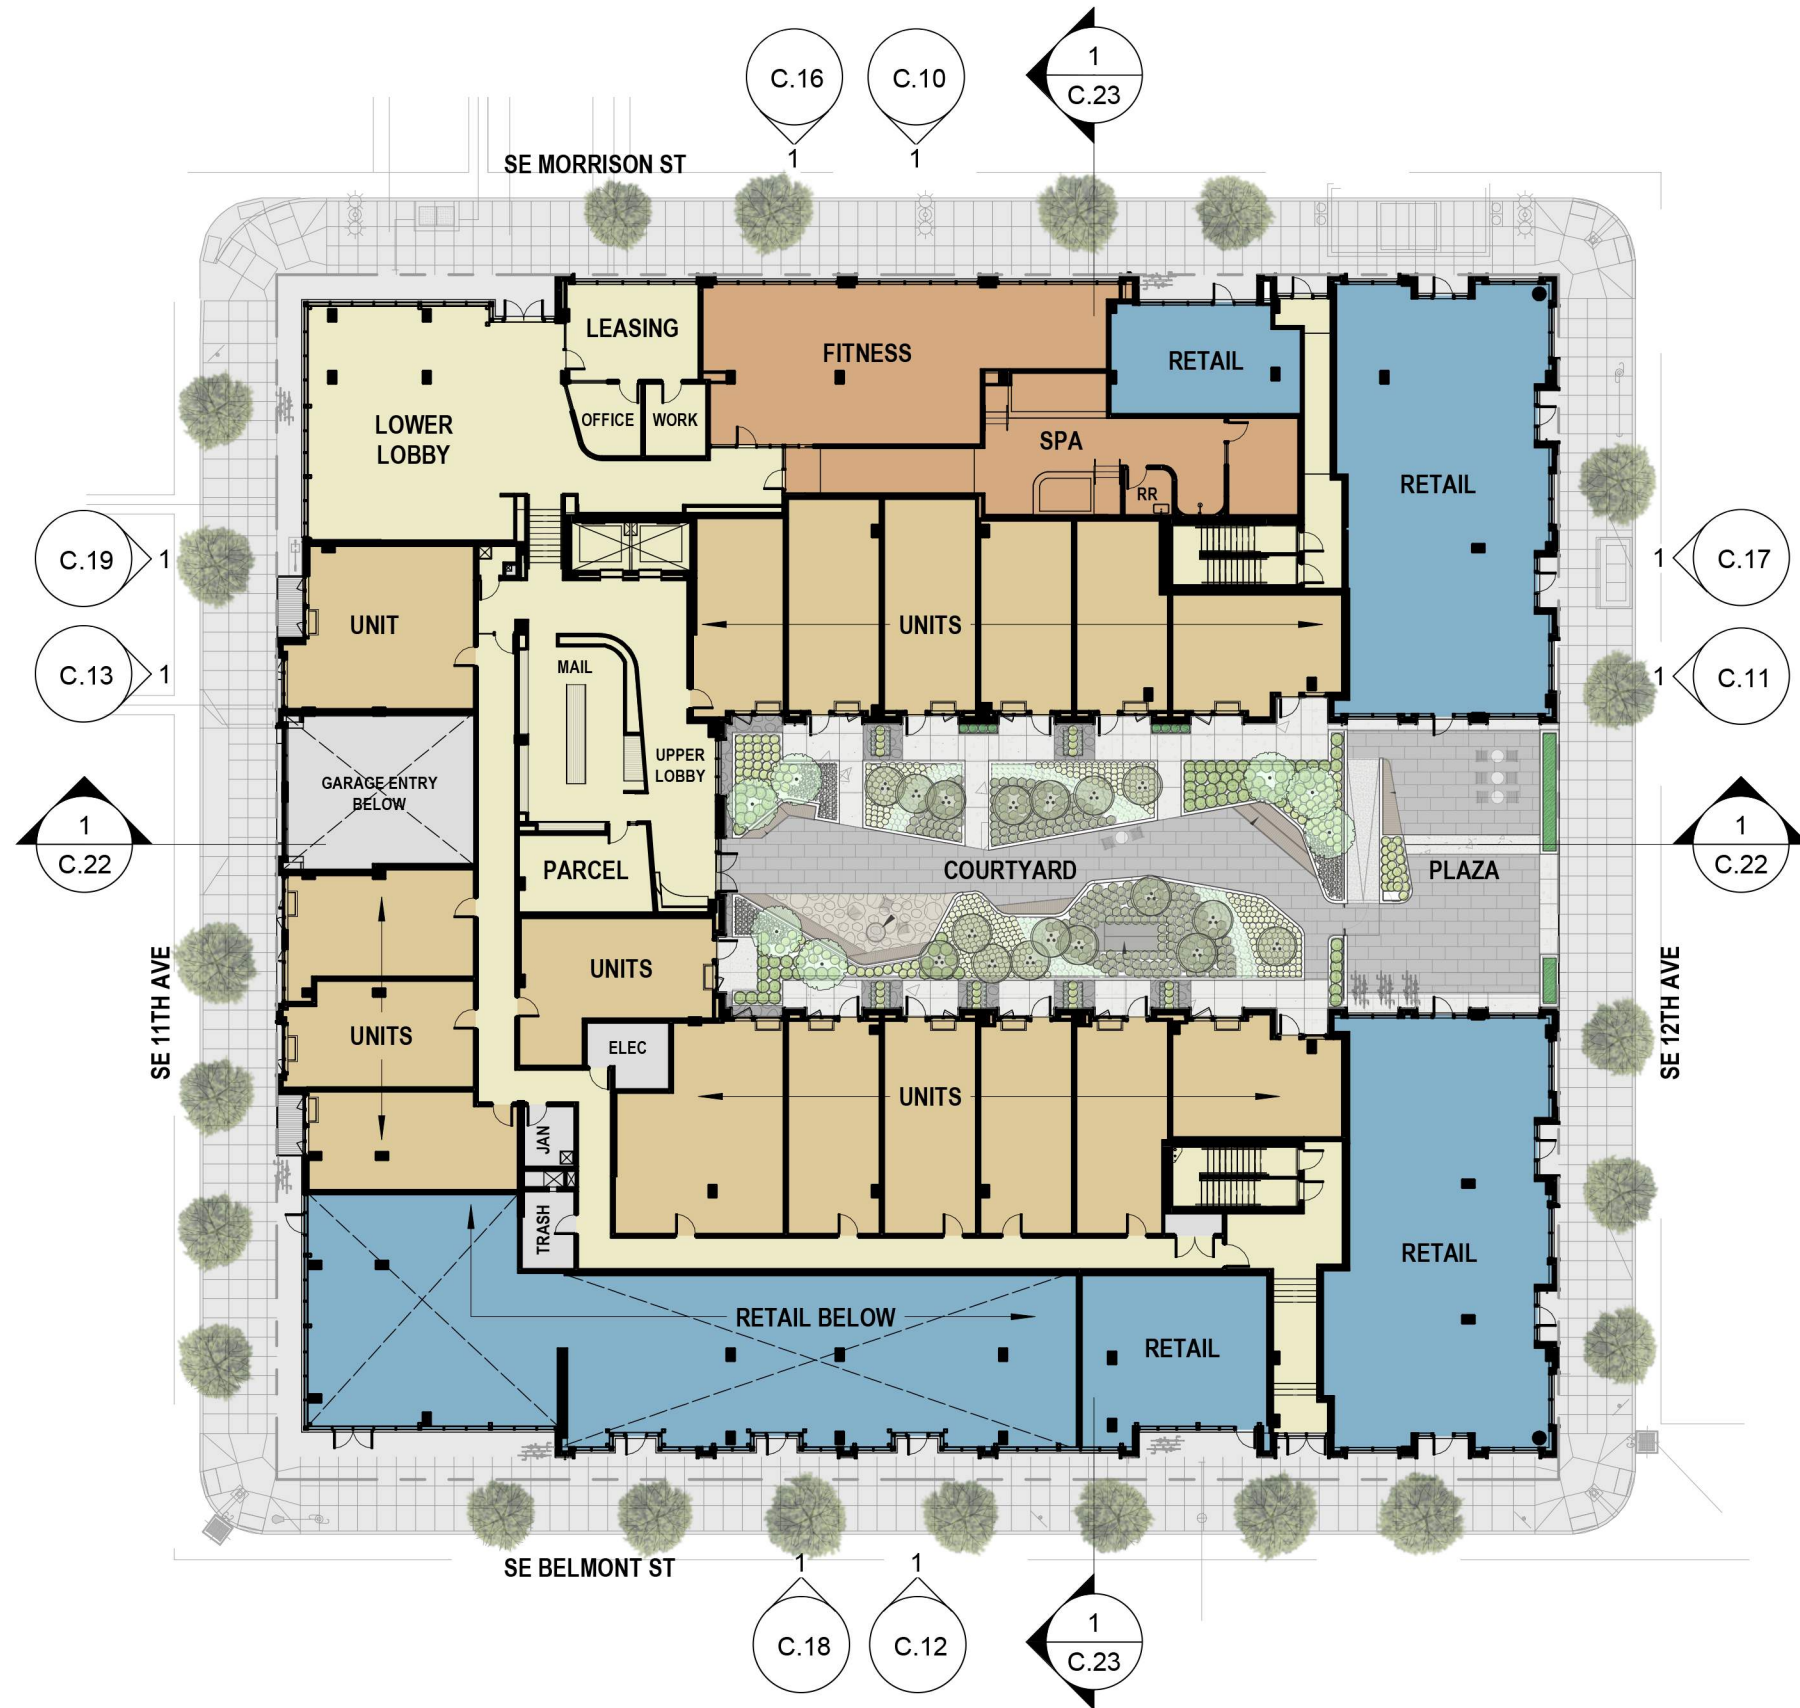 C.16
C.10
1
C.23
1
1
SE MORRISON ST
LEASING
FITNESS
RETAIL
OFFICE
WORK
LOWER
LOBBY
SPA
RR
RETAIL
C.19
1
1
C.17
UNIT
UNITS
C.13
1
MAIL
1
C.11
UPPER
LOBBY
GARAGE ENTRY
BELOW
1
C.22
1
C.22
PARCEL
COURTYARD
PLAZA
UNITS
SE 11TH AVE
SE 12TH AVE
UNITS
ELEC
UNITS
JAN
TRASH
RETAIL
RETAIL BELOW
RETAIL
SE BELMONT ST
1
1
C.18
C.12
1
C.23